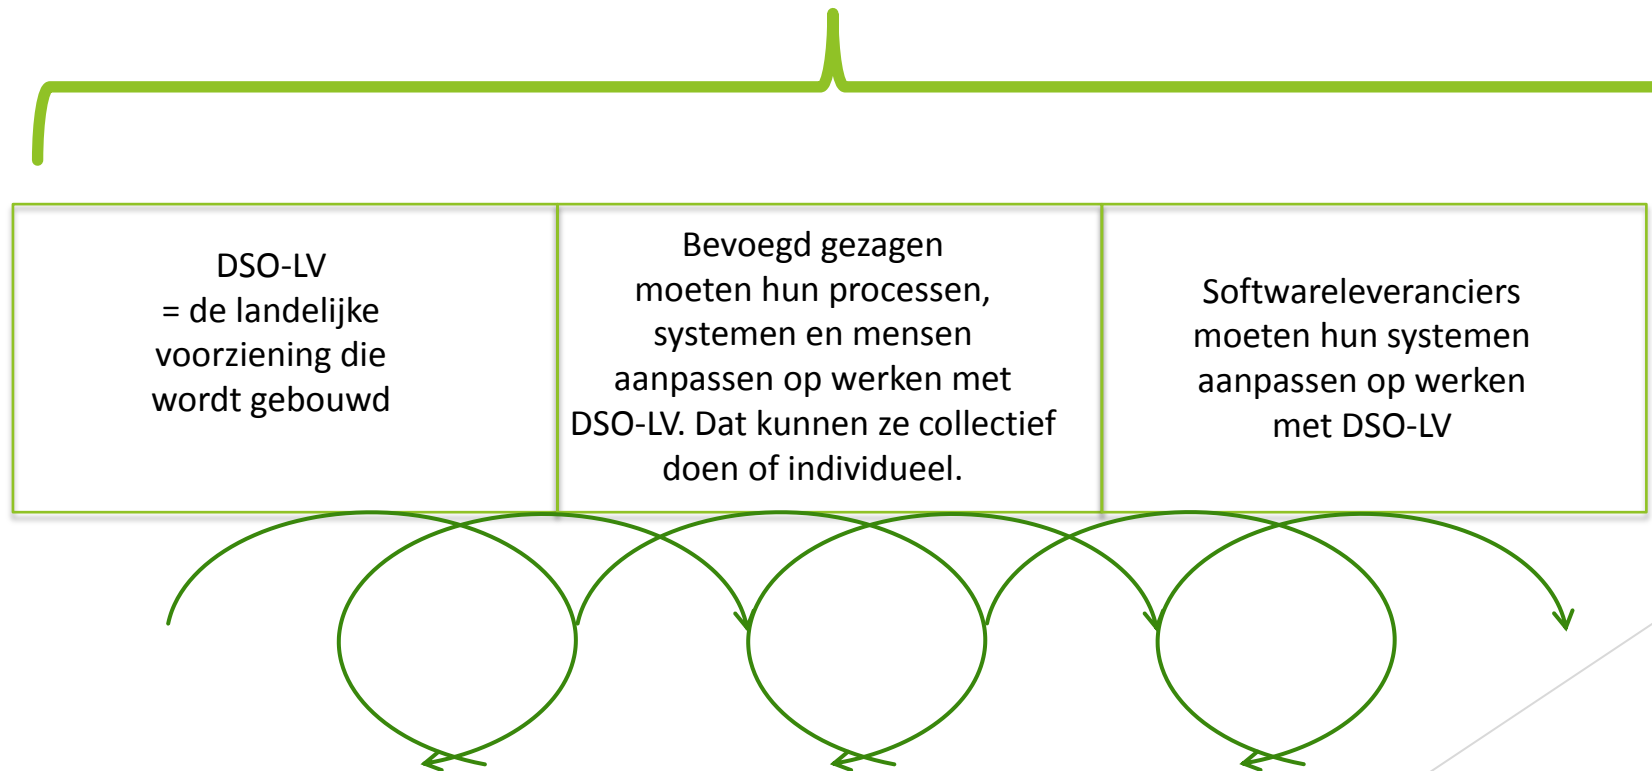 DSO-LV
= de landelijke
voorziening die
wordt gebouwd
Bevoegd gezagen
moeten hun processen,
systemen en mensen
aanpassen op werken met
DSO-LV. Dat kunnen ze collectief
doen of individueel.
Softwareleveranciers
moeten hun systemen
aanpassen op werken
met DSO-LV